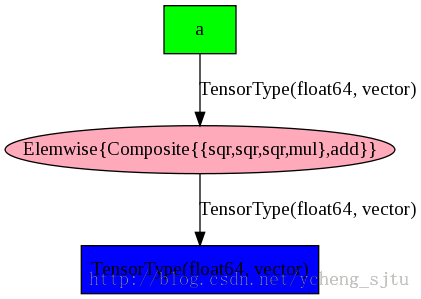 a
TensorType(float64, vector)
Elemwise{Composite{{sqr,sqr,sqr,mul},add}}
TensorType(float64, vector)
TensorType(float64, vector)
http://blog.csdn.net/ycheng_sjtu